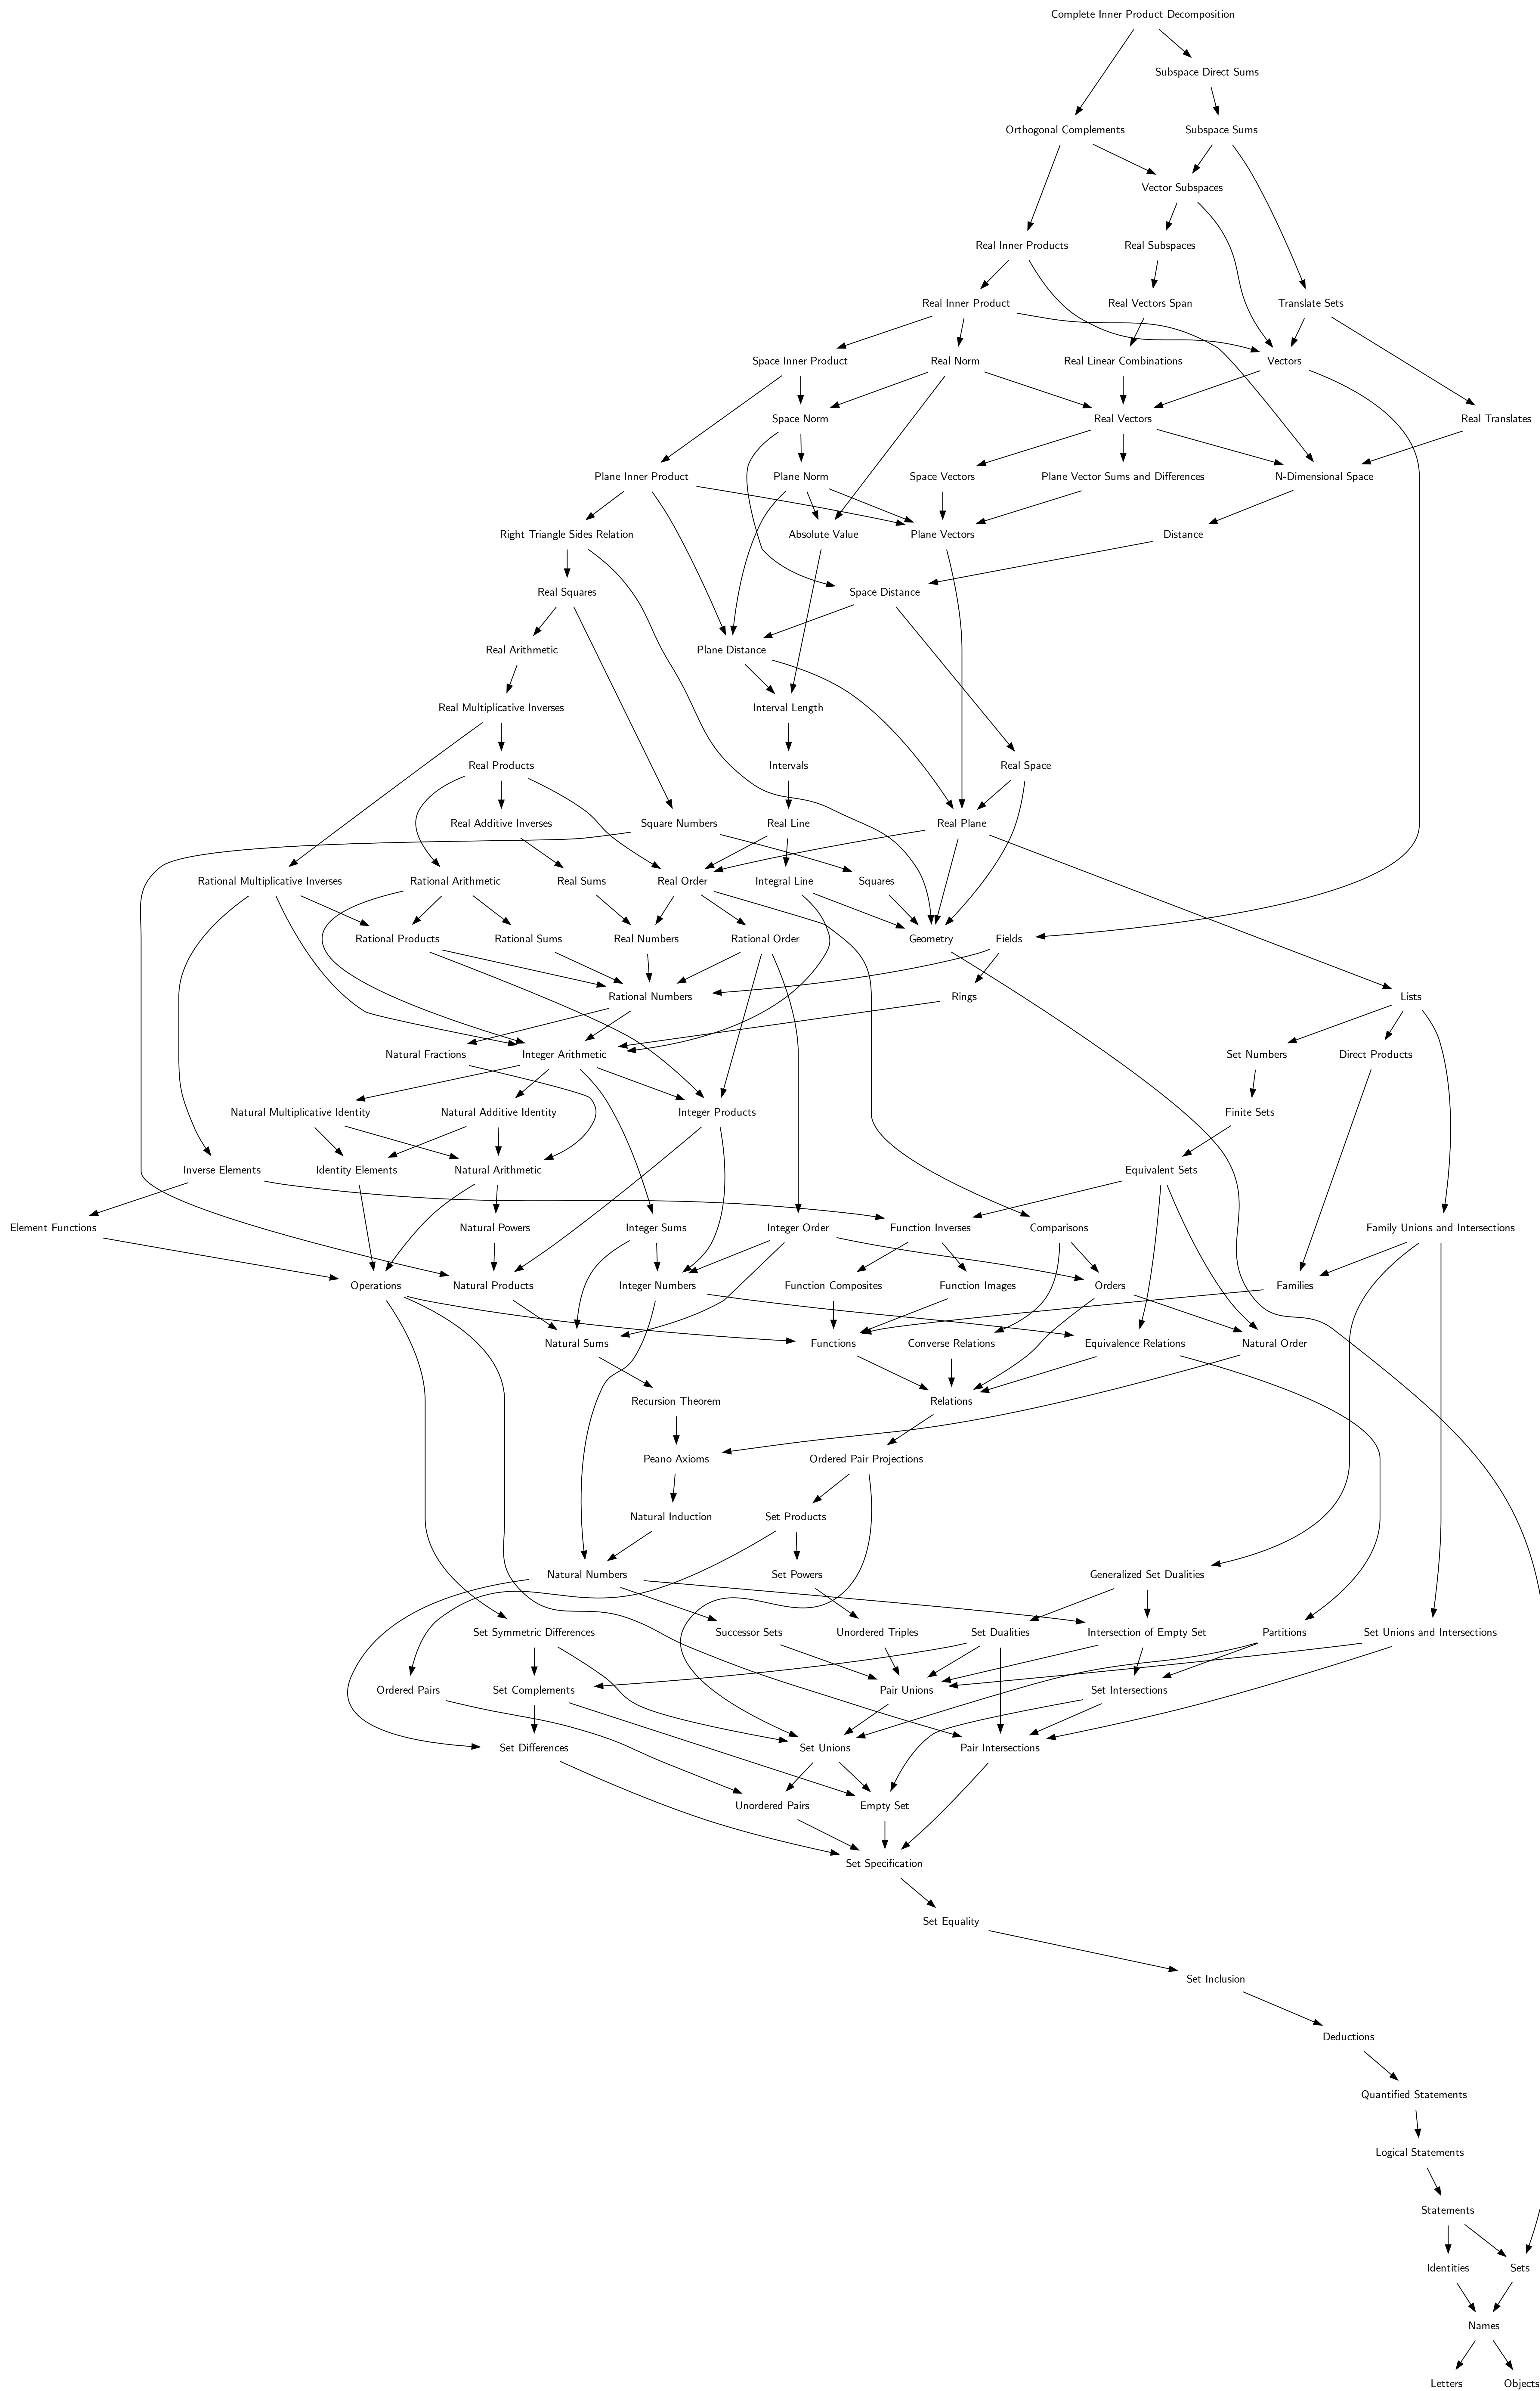 Complete Inner Product Decomposition
Subspace Direct Sums
Orthogonal Complements
Subspace Sums
Vector Subspaces
Real Inner Products
Real Subspaces
Real Inner Product
Real Vectors Span
Translate Sets
Space Inner Product
Real Norm
Real Linear Combinations
Vectors
Space Norm
Real Vectors
Real Translates
Plane Inner Product
Plane Norm
Space Vectors
Plane Vector Sums and Differences
N-Dimensional Space
Right Triangle Sides Relation
Absolute Value
Plane Vectors
Distance
Real Squares
Space Distance
Real Arithmetic
Plane Distance
Real Multiplicative Inverses
Interval Length
Real Products
Intervals
Real Space
Real Additive Inverses
Square Numbers
Real Line
Real Plane
Rational Multiplicative Inverses
Rational Arithmetic
Real Sums
Real Order
Integral Line
Squares
Rational Products
Rational Sums
Real Numbers
Rational Order
Geometry
Fields
Rational Numbers
Rings
Lists
Natural Fractions
Integer Arithmetic
Set Numbers
Direct Products
Natural Multiplicative Identity
Natural Additive Identity
Integer Products
Finite Sets
Inverse Elements
Identity Elements
Natural Arithmetic
Equivalent Sets
Element Functions
Natural Powers
Integer Sums
Integer Order
Function Inverses
Comparisons
Family Unions and Intersections
Operations
Natural Products
Integer Numbers
Function Composites
Function Images
Orders
Families
Natural Sums
Functions
Converse Relations
Equivalence Relations
Natural Order
Recursion Theorem
Relations
Peano Axioms
Ordered Pair Projections
Natural Induction
Set Products
Natural Numbers
Set Powers
Generalized Set Dualities
Set Symmetric Differences
Successor Sets
Unordered Triples
Set Dualities
Intersection of Empty Set
Partitions
Set Unions and Intersections
Ordered Pairs
Set Complements
Pair Unions
Set Intersections
Set Differences
Set Unions
Pair Intersections
Unordered Pairs
Empty Set
Set Specification
Set Equality
Set Inclusion
Deductions
Quantified Statements
Logical Statements
Statements
Identities
Sets
Names
Letters
Objects